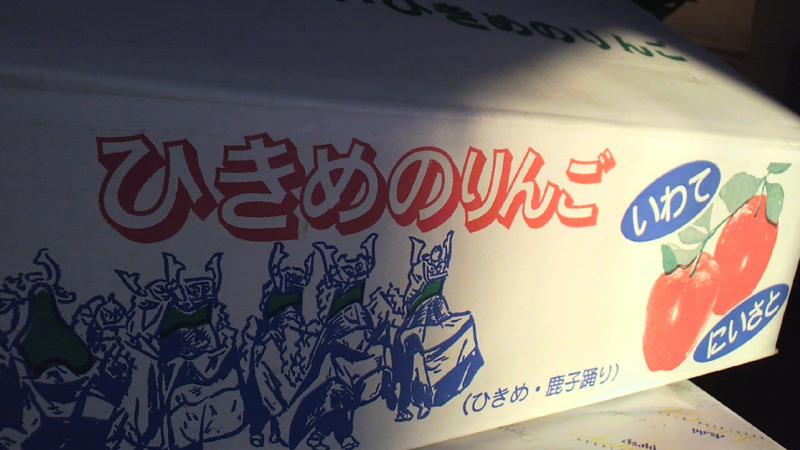 ひきめのりんご
ひきめのりんご
いわて
にいさと
(ひきめ・鹿子踊り)
Asahi